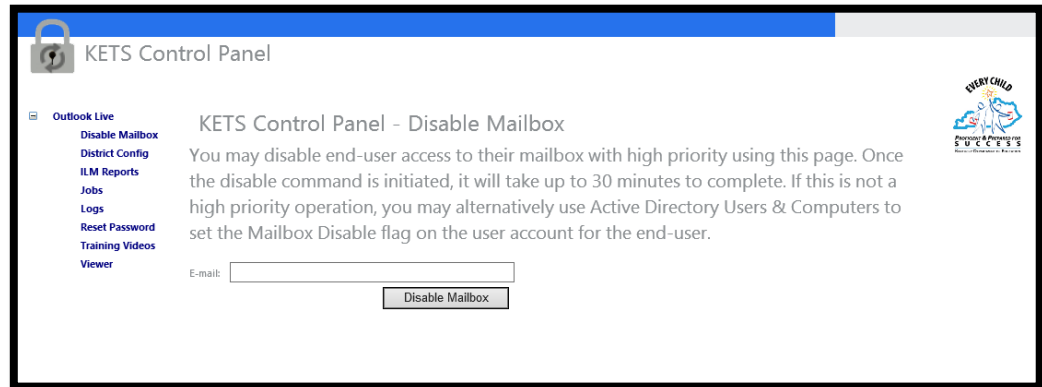 KETS Control Panel
EVERY CHILD
PROFICIENT & PREPARED FOR
SUCCESS
Outlook Live
Disable Mailbox
District Config
ILM Reports
Jobs
Logs
Reset Password
Training Videos
Viewer
KETS Control Panel - Disable Mailbox
You may disable end-user access to their mailbox with high priority using this page. Once
the disable command is initiated, it will take up to 30 minutes to complete. If this is not a
high priority operation, you may alternatively use Active Directory Users & Computers to
set the Mailbox Disable flag on the user account for the end-user.
E-mail:
Disable Mailbox